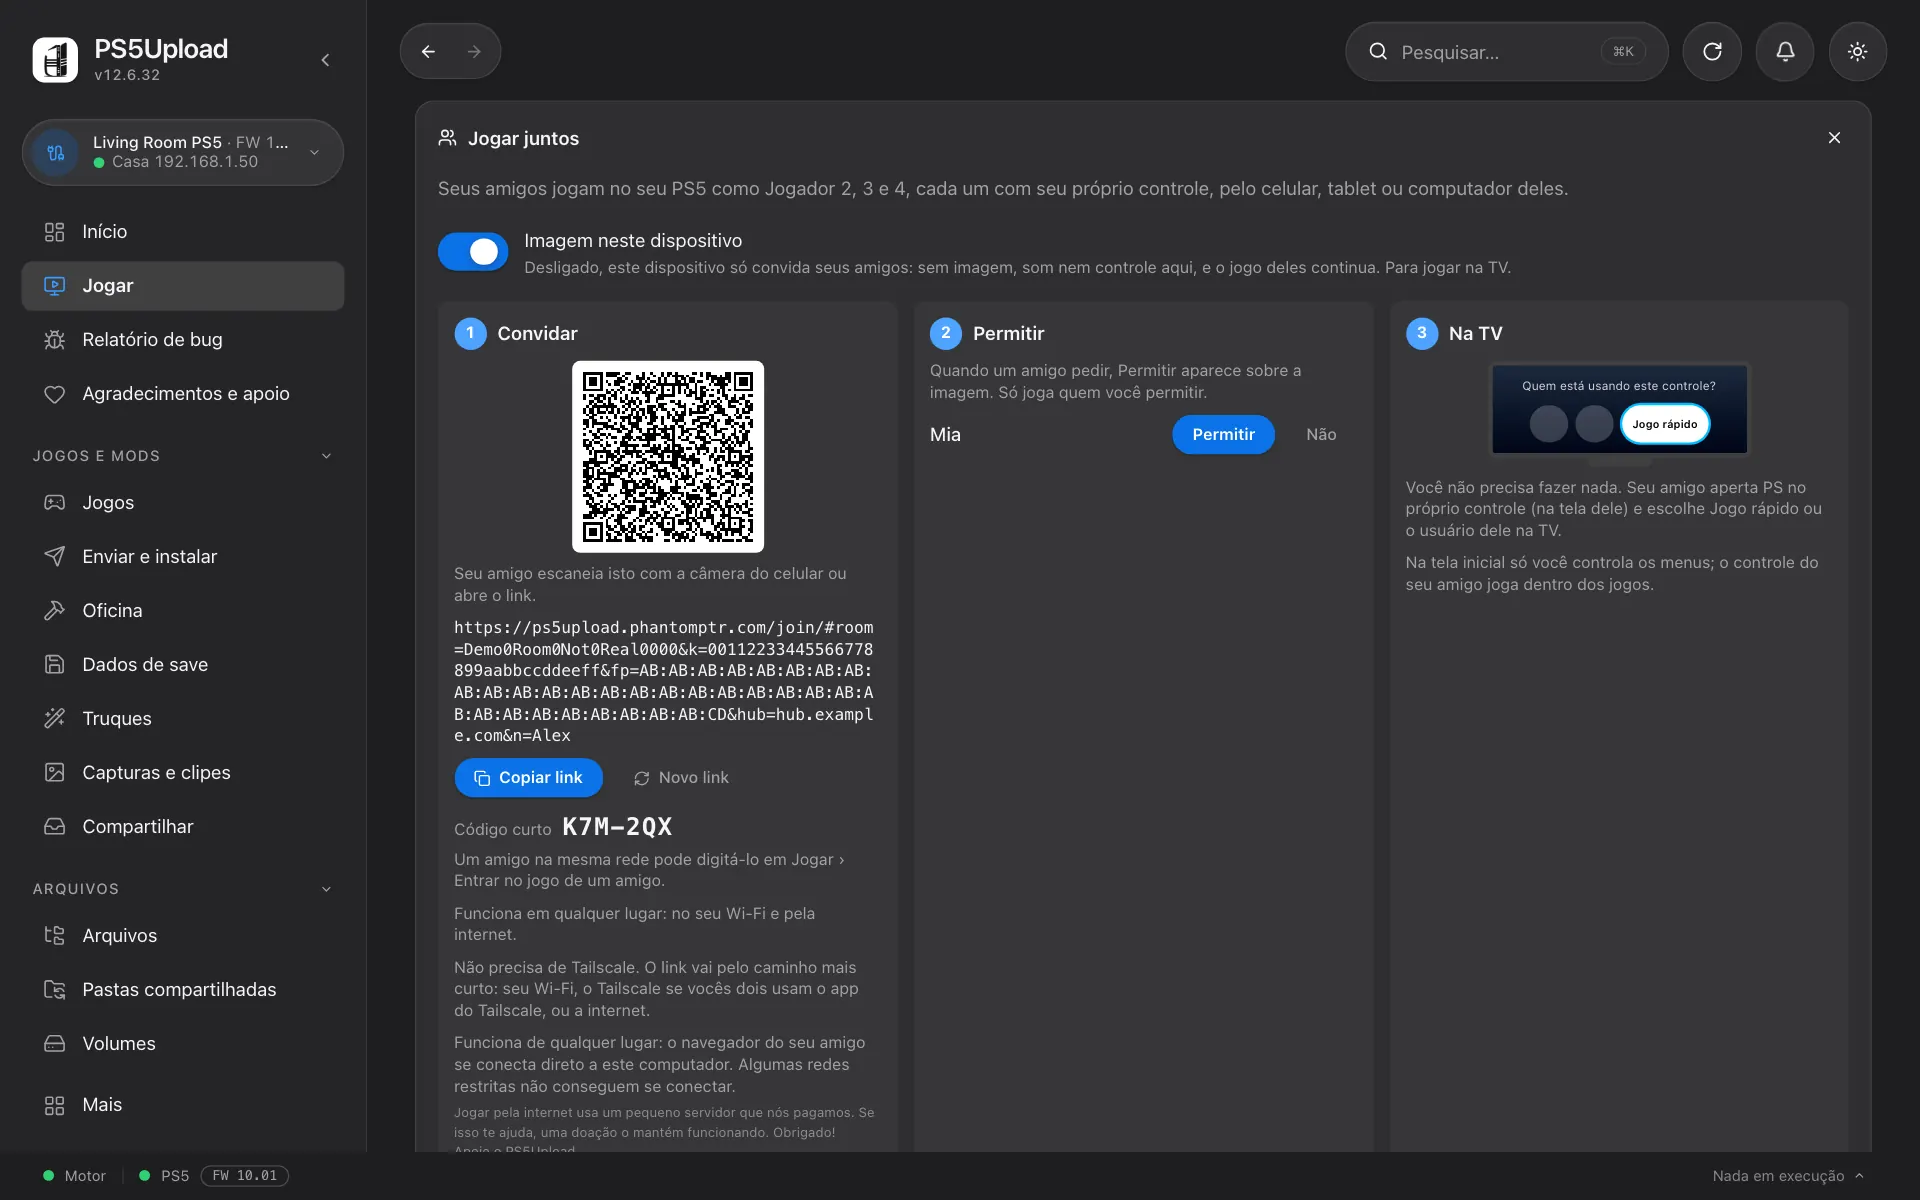 PS5Upload
v12.6.32
Living Room PS5 · FW 1...
Casa 192.168.1.50
Início
Jogar
Relatório de bug
Agradecimentos e apoio
JOGOS E MODS
Jogos
Enviar e instalar
Oficina
Dados de save
Truques
Capturas e clipes
Compartilhar
ARQUIVOS
Arquivos
Pastas compartilhadas
Volumes
Mais
Pesquisar...
⌘K
Jogar juntos
Seus amigos jogam no seu PS5 como Jogador 2, 3 e 4, cada um com seu próprio controle, pelo celular, tablet ou computador deles.
Imagem neste dispositivo
Desligado, este dispositivo só convida seus amigos: sem imagem, som nem controle aqui, e o jogo deles continua. Para jogar na TV.
1 Convidar
Seu amigo escaneia isto com a câmera do celular ou
abre o link.
https://ps5upload.phantomptr.com/join/#room
=Demo0Room0Not0Real0000&k=00112233445566778
899aabbccddeeff&fp=AB:AB:AB:AB:AB:AB:AB:AB:
AB:AB:AB:AB:AB:AB:AB:AB:AB:AB:AB:AB:AB:AB:A
B:AB:AB:AB:AB:AB:AB:AB:AB:CD&hub=hub.exampl
e.com&n=Alex
Copiar link
Novo link
Código curto K7M-2QX
Um amigo na mesma rede pode digitá-lo em Jogar ›
Entrar no jogo de um amigo.
Funciona em qualquer lugar: no seu Wi-Fi e pela
internet.
Não precisa de Tailscale. O link vai pelo caminho mais
curto: seu Wi-Fi, o Tailscale se vocês dois usam o app
do Tailscale, ou a internet.
Funciona de qualquer lugar: o navegador do seu amigo
se conecta direto a este computador. Algumas redes
restritas não conseguem se conectar.
Jogar pela internet usa um pequeno servidor que nós pagamos. Se
isso te ajuda, uma doação o mantém funcionando. Obrigado!
Apoie o PS5Upload
2 Permitir
Quando um amigo pedir, Permitir aparece sobre a
imagem. Só joga quem você permitir.
Mia
Permitir
Não
3 Na TV
Quem está usando este controle?
Jogo rápido
Você não precisa fazer nada. Seu amigo aperta PS no
próprio controle (na tela dele) e escolhe Jogo rápido ou
o usuário dele na TV.
Na tela inicial só você controla os menus; o controle do
seu amigo joga dentro dos jogos.
Motor
PS5
FW 10.01
Nada em execução